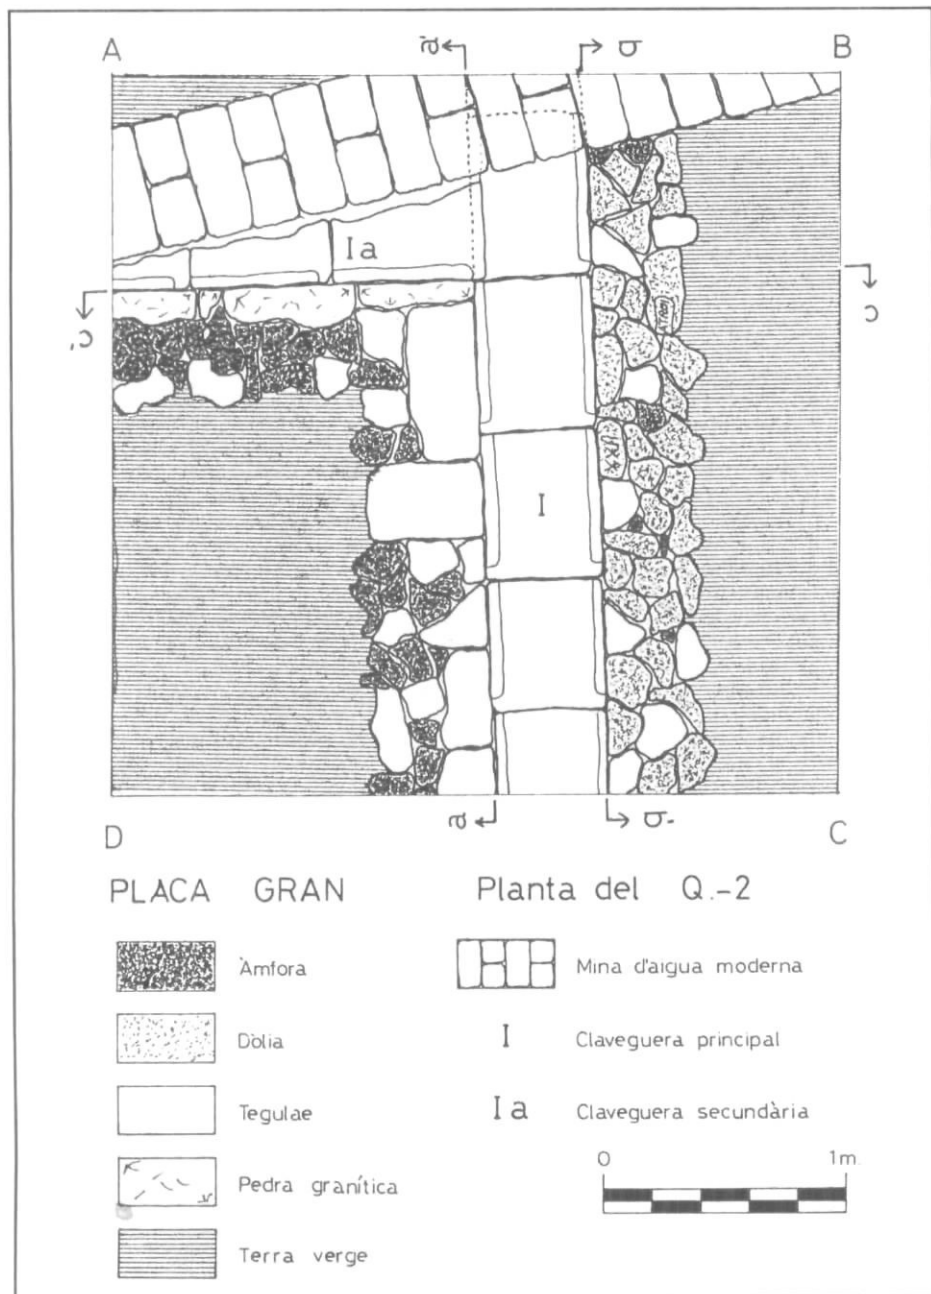 A B
a' b
Ia
c' c
I
a b'
D C
PLACA GRAN Planta del Q.-2
Àmfora
Mina d'aigua moderna
Dòlia
I Claveguera principal
Tegulae
Ia Claveguera secundària
Pedra granítica
0 1m.
Terra verge